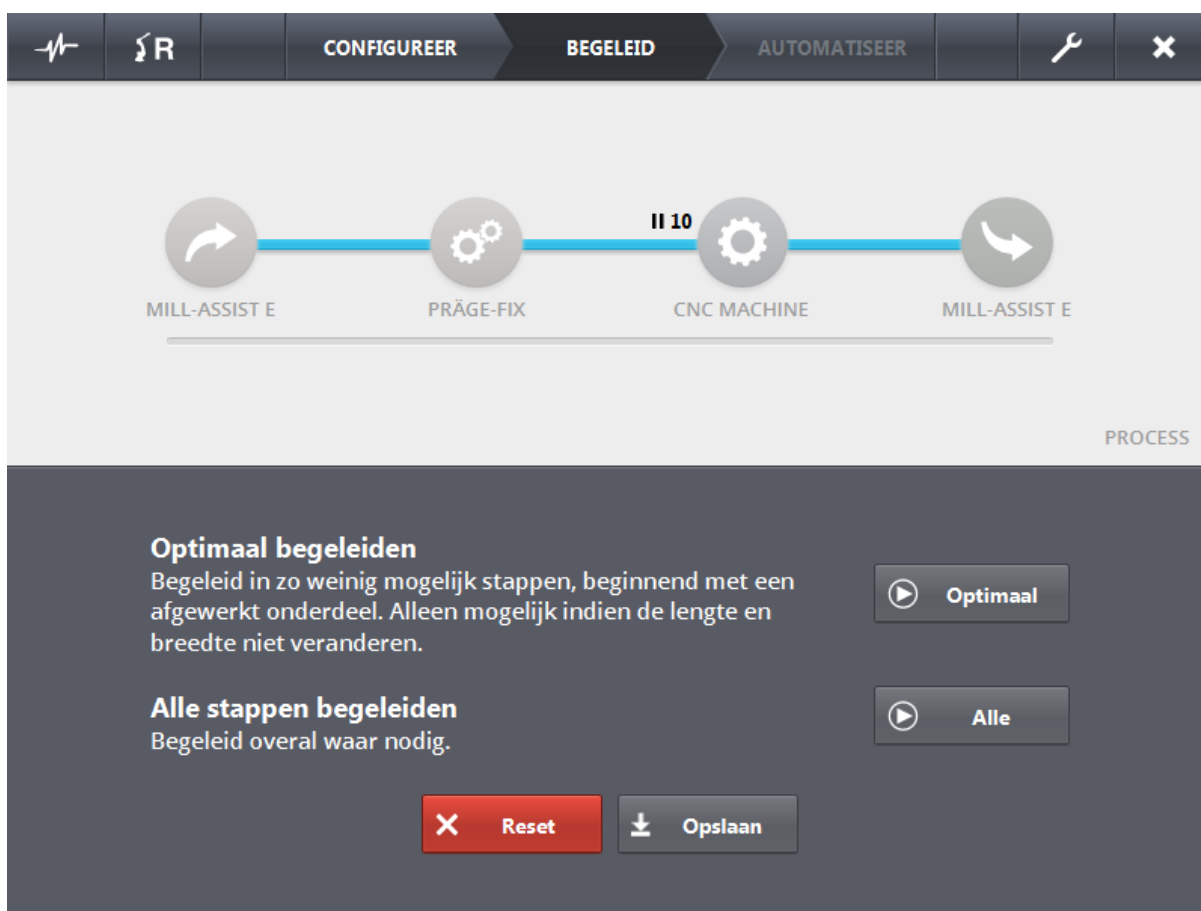 R
CONFIGUREER
BEGELEID
AUTOMATISEER
II 10
MILL-ASSIST E
PRÄGE-FIX
CNC MACHINE
MILL-ASSIST E
PROCESS
Optimaal begeleiden
Begeleid in zo weinig mogelijk stappen, beginnend met een
afgewerkt onderdeel. Alleen mogelijk indien de lengte en
breedte niet veranderen.
Optimaal
Alle stappen begeleiden
Begeleid overal waar nodig.
Alle
Reset
Opslaan